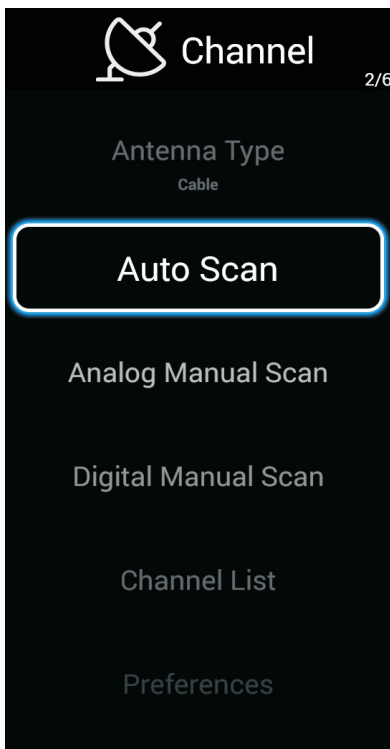 Channel
2/6
Antenna Type
Cable
Auto Scan
Analog Manual Scan
Digital Manual Scan
Channel List
Preferences